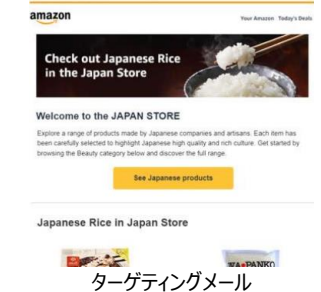 amazon
Your Amazon Today's Deals
Check out Japanese Rice
in the Japan Store
Welcome to the JAPAN STORE
Explore a range of products made by Japanese companies and artisans. Each item has
been carefully selected to highlight Japanese high quality and rich culture. Get started by
browsing the Beauty category below and discover the full range.
See Japanese products
Japanese Rice in Japan Store
PANKO
ターゲティングメール